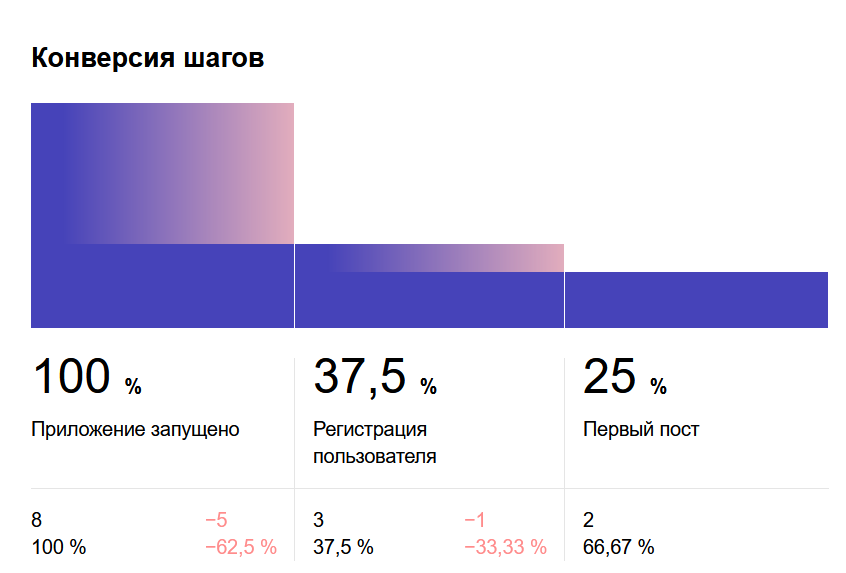 Конверсия шагов
100 % 37,5 % 25 %
Приложение запущено Регистрация Первый пост
пользователя
8 −5 3 −1 2
100 % −62,5 % 37,5 % −33,33 % 66,67 %